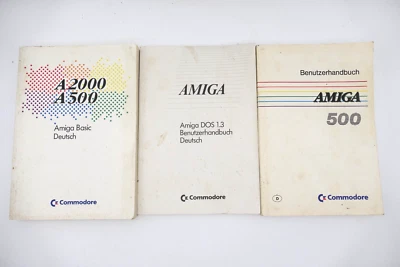 A2000
A500
Amiga Basic
Deutsch
Commodore
AMIGA
Amiga DOS 1.3
Benutzerhandbuch
Deutsch
Commodore
Benutzerhandbuch
AMIGA
500
D
Commodore